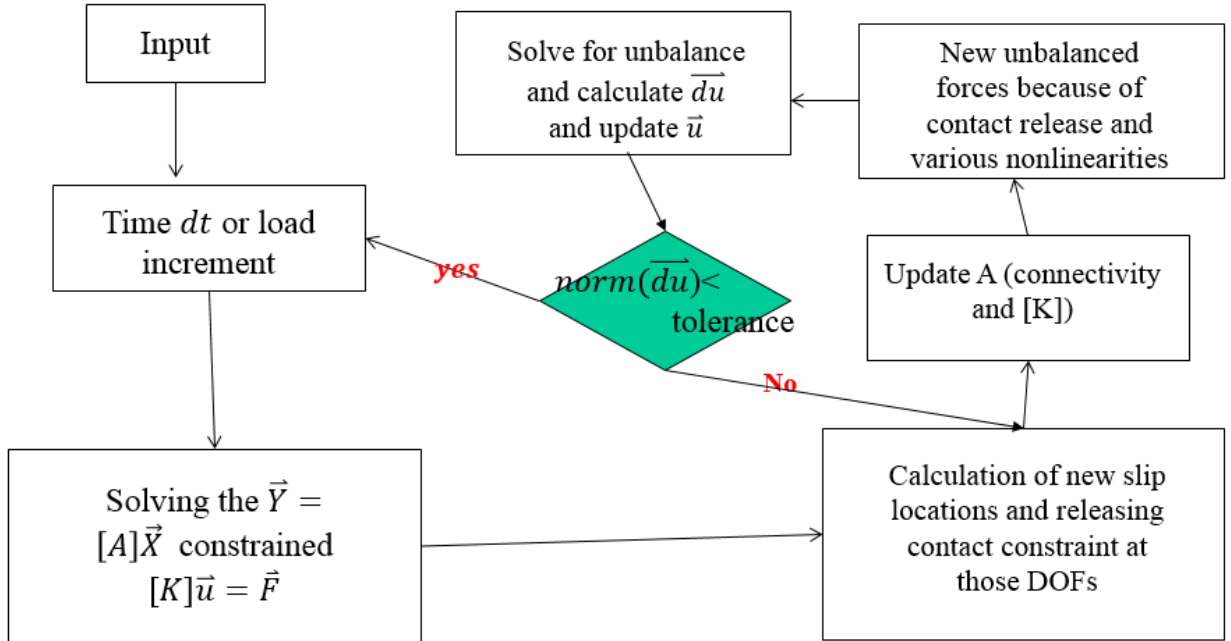 Input
Time dt or load
increment
Solving the Y⃗ =
[A]X⃗ constrained
[K]u⃗ = F⃗
Calculation of new slip
locations and releasing
contact constraint at
those DOFs
Update A (connectivity
and [K])
New unbalanced
forces because of
contact release and
various nonlinearities
Solve for unbalance
and calculate d͞u⃗
and update u⃗
norm(du⃗)<
tolerance
yes
No